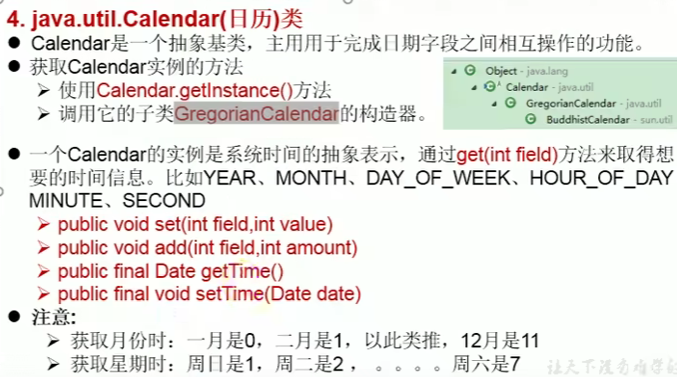 4. java.util.Calendar(日历)类
● Calendar是一个抽象基类，主用用于完成日期字段之间相互操作的功能。
● 获取Calendar实例的方法
➢ 使用Calendar.getInstance()方法
➢ 调用它的子类GregorianCalendar的构造器。
Object - java.lang
Calendar - java.util
GregorianCalendar - java.util
BuddhistCalendar - sun.util
● 一个Calendar的实例是系统时间的抽象表示，通过get(int field)方法来取得想
要的时间信息。比如YEAR、MONTH、DAY_OF_WEEK、HOUR_OF_DAY
MINUTE、SECOND
➢ public void set(int field,int value)
➢ public void add(int field,int amount)
➢ public final Date getTime()
➢ public final void setTime(Date date)
● 注意:
➢ 获取月份时：一月是0，二月是1，以此类推，12月是11
➢ 获取星期时：周日是1，周二是2 ，。。。。周六是7
让天下没有难学的